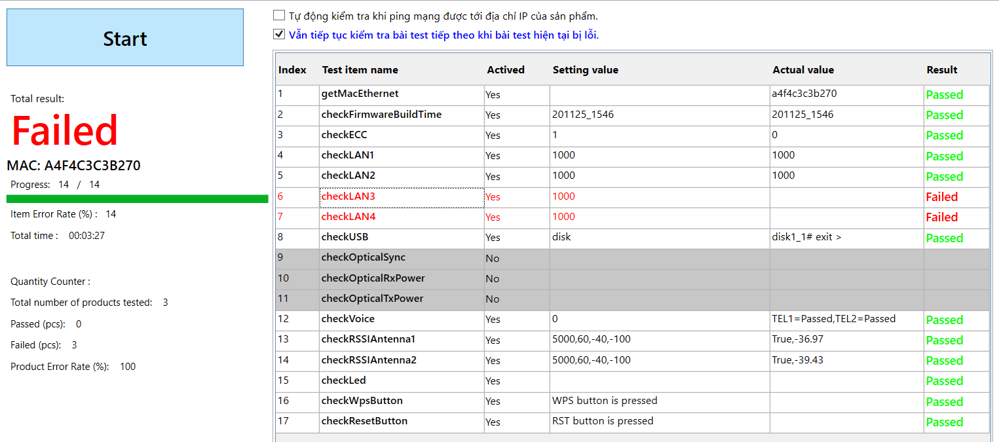 Start
Total result:
Failed
MAC: A4F4C3C3B270
Progress: 14 / 14
Item Error Rate (%) : 14
Total time : 00:03:27
Quantity Counter :
Total number of products tested: 3
Passed (pcs): 0
Failed (pcs): 3
Product Error Rate (%): 100
Tự động kiểm tra khi ping mạng được tới địa chỉ IP của sản phẩm.
Vẫn tiếp tục kiểm tra bài test tiếp theo khi bài test hiện tại bị lỗi.
Index Test item name Actived Setting value Actual value Result
1 getMacEthernet Yes a4f4c3c3b270 Passed
2 checkFirmwareBuildTime Yes 201125_1546 201125_1546 Passed
3 checkECC Yes 1 0 Passed
4 checkLAN1 Yes 1000 1000 Passed
5 checkLAN2 Yes 1000 1000 Passed
6 checkLAN3 Yes 1000 Failed
7 checkLAN4 Yes 1000 Failed
8 checkUSB Yes disk disk1_1# exit > Passed
9 checkOpticalSync No
10 checkOpticalRxPower No
11 checkOpticalTxPower No
12 checkVoice Yes 0 TEL1=Passed,TEL2=Passed Passed
13 checkRSSIAntenna1 Yes 5000,60,-40,-100 True,-36.97 Passed
14 checkRSSIAntenna2 Yes 5000,60,-40,-100 True,-39.43 Passed
15 checkLed Yes Passed
16 checkWpsButton Yes WPS button is pressed Passed
17 checkResetButton Yes RST button is pressed Passed